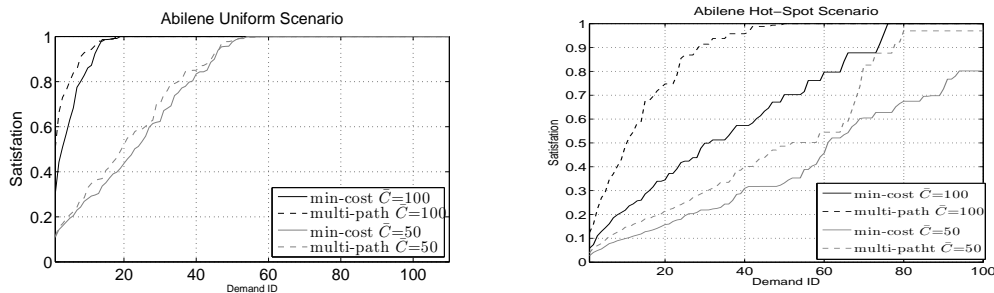 Abilene Uniform Scenario
Satisfation
1
0.8
0.6
0.4
0.2
0
20
40
60
80
100
Demand ID
min-cost C̄=100
multi-path C̄=100
min-cost C̄=50
multi-path C̄=50
Abilene Hot-Spot Scenario
Satisfation
1
0.9
0.8
0.7
0.6
0.5
0.4
0.3
0.2
0.1
0
20
40
60
80
100
Demand ID
min-cost C̄=100
multi-path C̄=100
min-cost C̄=50
multi-patht C̄=50